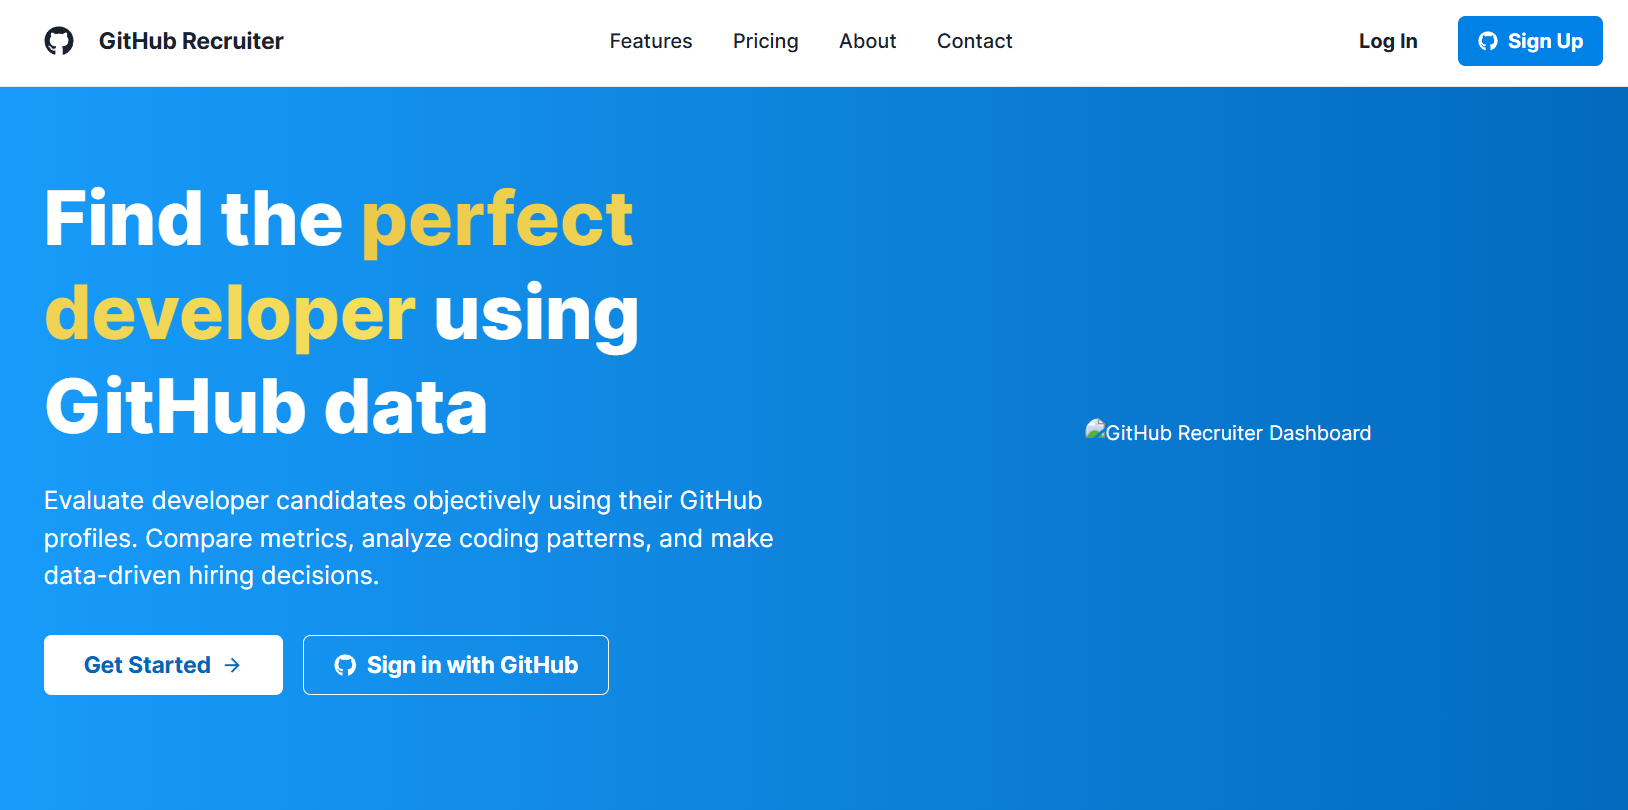 GitHub Recruiter
Features
Pricing
About
Contact
Log In
Sign Up
Find the perfect
developer using
GitHub data
Evaluate developer candidates objectively using their GitHub
profiles. Compare metrics, analyze coding patterns, and make
data-driven hiring decisions.
Get Started →
Sign in with GitHub
GitHub Recruiter Dashboard